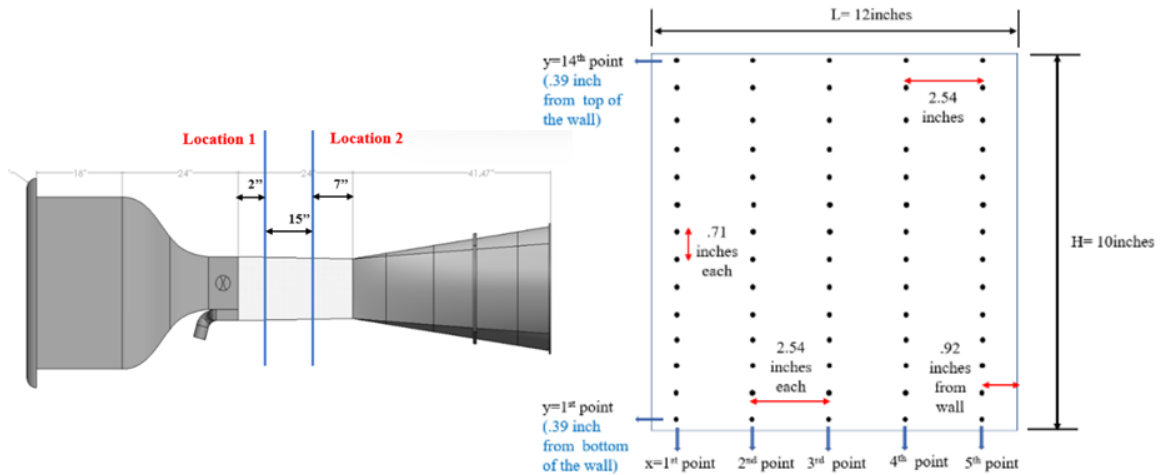 Location 1
Location 2
18"
24"
24"
41.47"
2”
7”
15”
L= 12inches
y=14th point
(.39 inch
from top of
the wall)
2.54
inches
.71
inches
each
H= 10inches
2.54
inches
each
.92
inches
from
wall
y=1st point
(.39 inch
from bottom
of the wall)
x=1st point
2nd point
3rd point
4th point
5th point